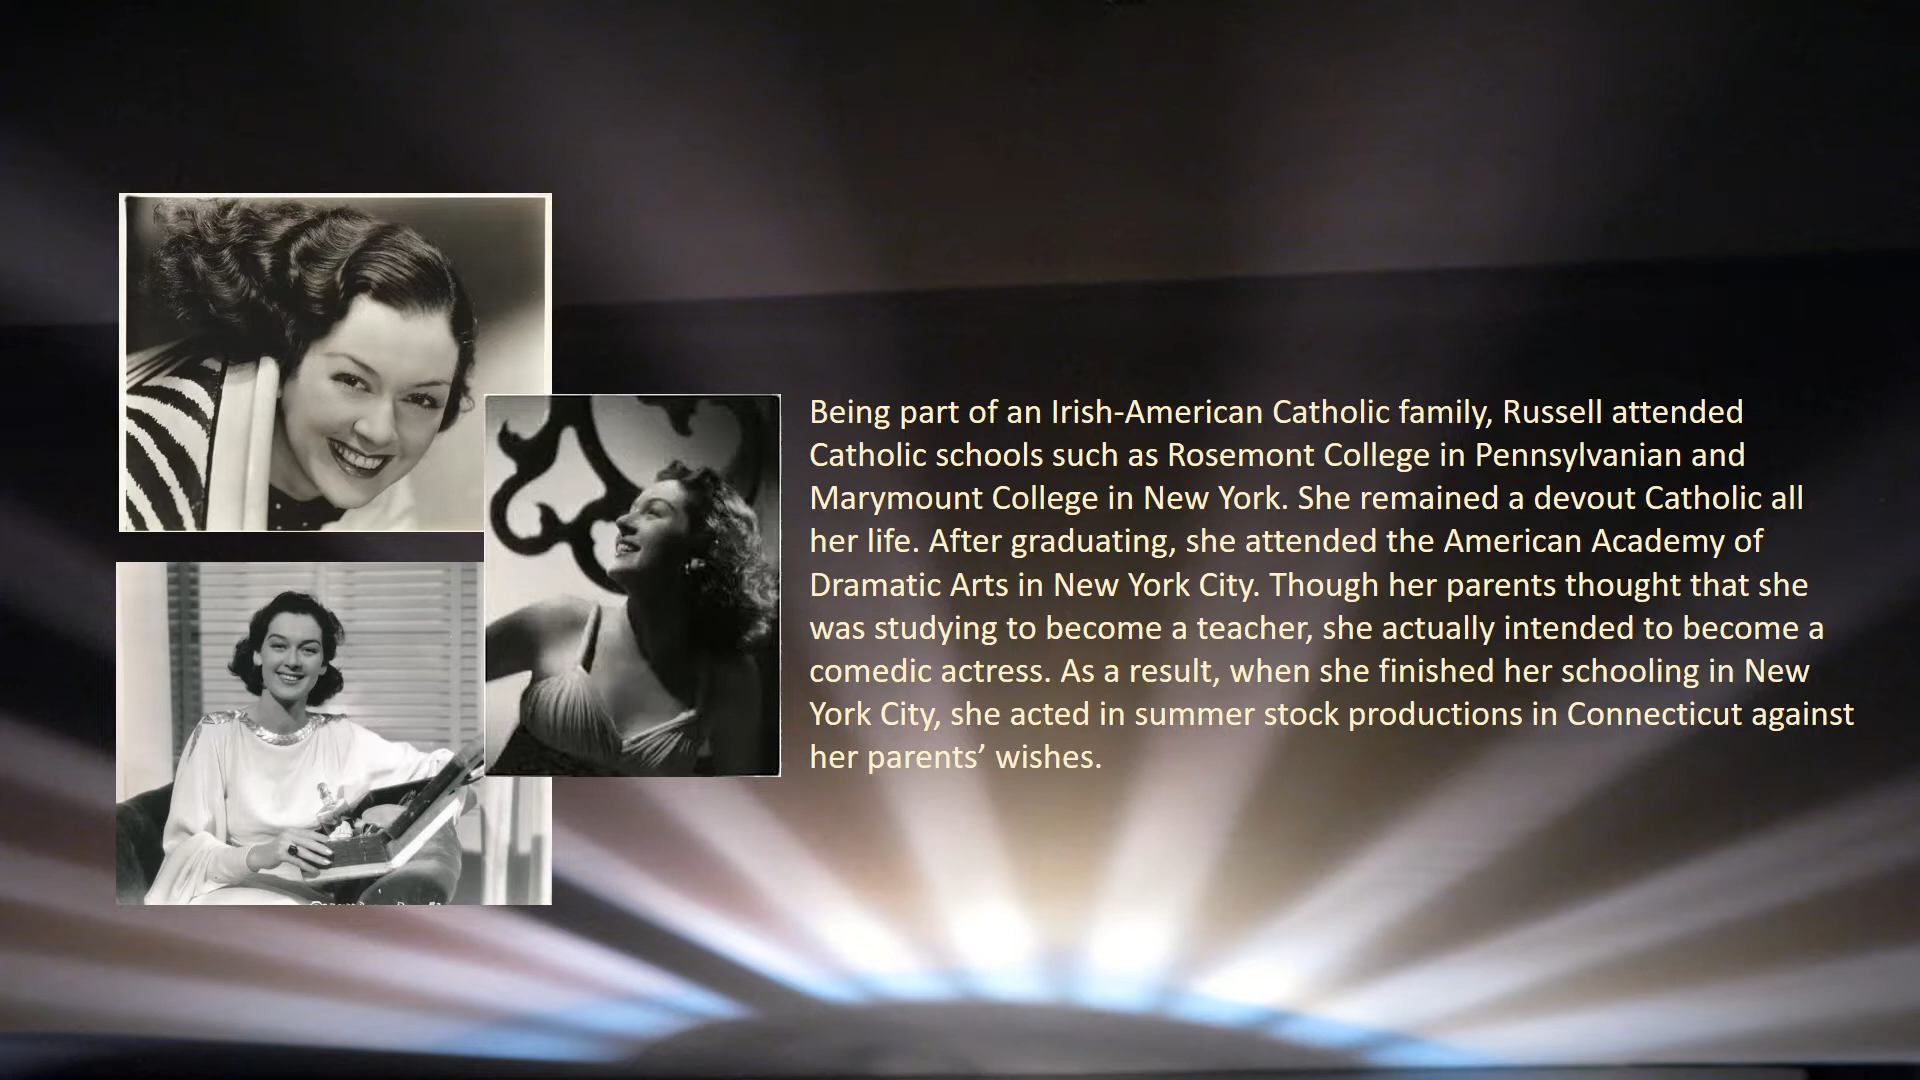 Being part of an Irish-American Catholic family, Russell attended
Catholic schools such as Rosemont College in Pennsylvanian and
Marymount College in New York. She remained a devout Catholic all
her life. After graduating, she attended the American Academy of
Dramatic Arts in New York City. Though her parents thought that she
was studying to become a teacher, she actually intended to become a
comedic actress. As a result, when she finished her schooling in New
York City, she acted in summer stock productions in Connecticut against
her parents’ wishes.